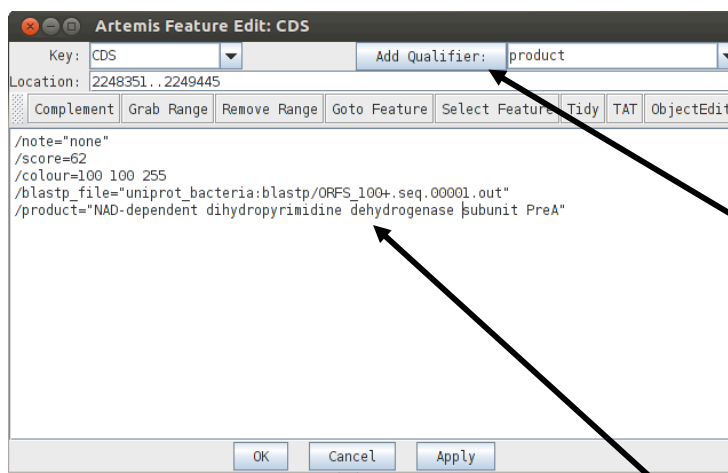 Artemis Feature Edit: CDS
Key: CDS Add Qualifier: product
Location: 2248351..2249445
Complement Grab Range Remove Range Goto Feature Select Feature Tidy TAT ObjectEdit
/note="none"
/score=62
/colour=100 100 255
/blastp_file="uniprot_bacteria:blastp/ORFS_100+.seq.00001.out"
/product="NAD-dependent dihydropyrimidine dehydrogenase subunit PreA"
OK Cancel Apply